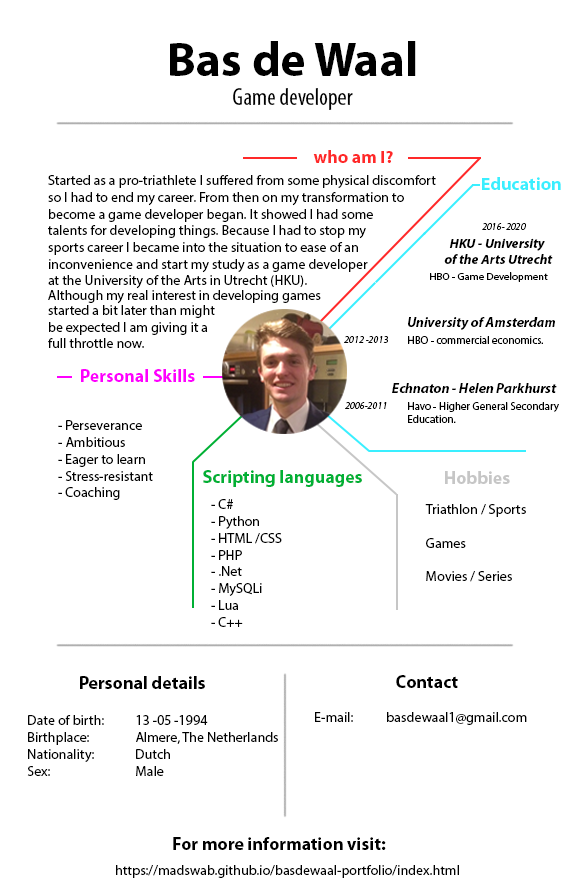 Bas de Waal
Game developer
who am I?
Started as a pro-triathlete I suffered from some physical discomfort
so I had to end my career. From then on my transformation to
become a game developer began. It showed I had some
talents for developing things. Because I had to stop my
sports career I became into the situation to ease of an
inconvenience and start my study as a game developer
at the University of the Arts in Utrecht (HKU).
Although my real interest in developing games
started a bit later than might
be expected I am giving it a
full throttle now.
Education
2016-2020
HKU - University
of the Arts Utrecht
HBO - Game Development
University of Amsterdam
2012 -2013
HBO - commercial economics.
Echnaton - Helen Parkhurst
2006-2011
Havo - Higher General Secondary
Education.
Personal Skills
- Perseverance
- Ambitious
- Eager to learn
- Stress-resistant
- Coaching
Scripting languages
- C#
- Python
- HTML /CSS
- PHP
- .Net
- MySQLi
- Lua
- C++
Hobbies
Triathlon / Sports
Games
Movies / Series
Personal details
Date of birth: 13 -05 -1994
Birthplace: Almere, The Netherlands
Nationality: Dutch
Sex: Male
Contact
E-mail: basdewaal1@gmail.com
For more information visit:
https://madswab.github.io/basdewaal-portfolio/index.html